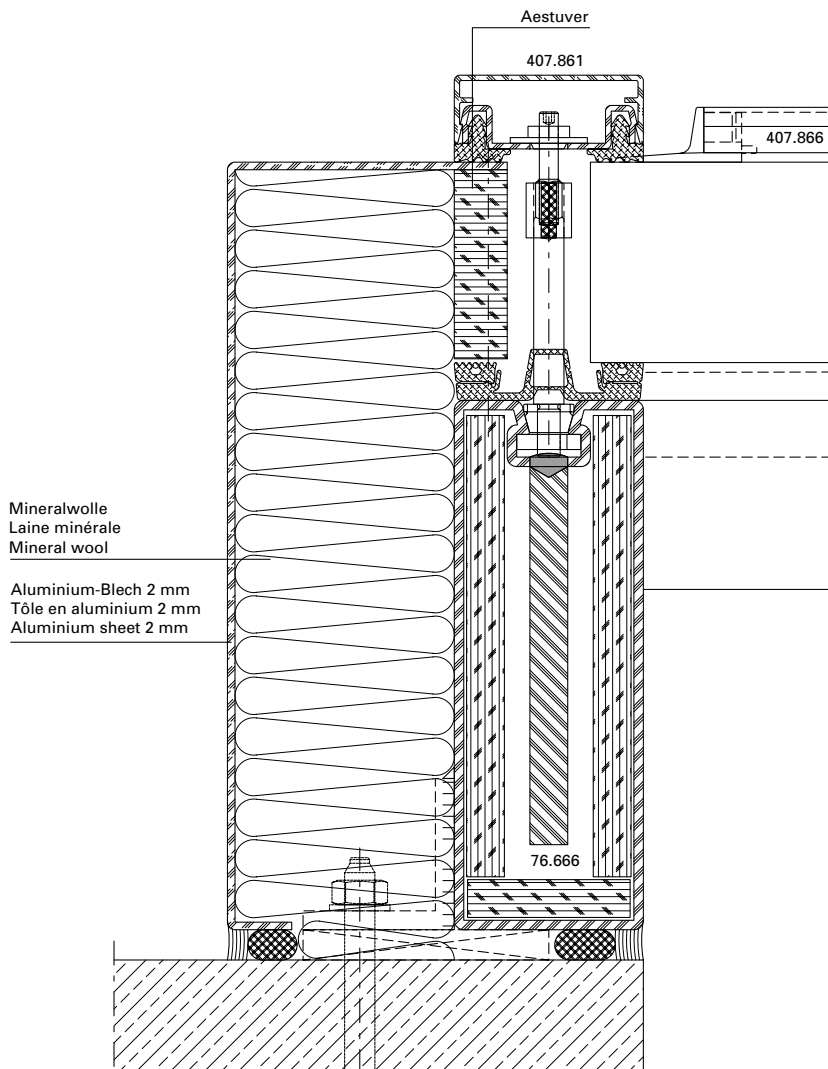 Aestuver
407.861
407.866
Mineralwolle
Laine minérale
Mineral wool
Aluminium-Blech 2 mm
Tôle en aluminium 2 mm
Aluminium sheet 2 mm
76.666